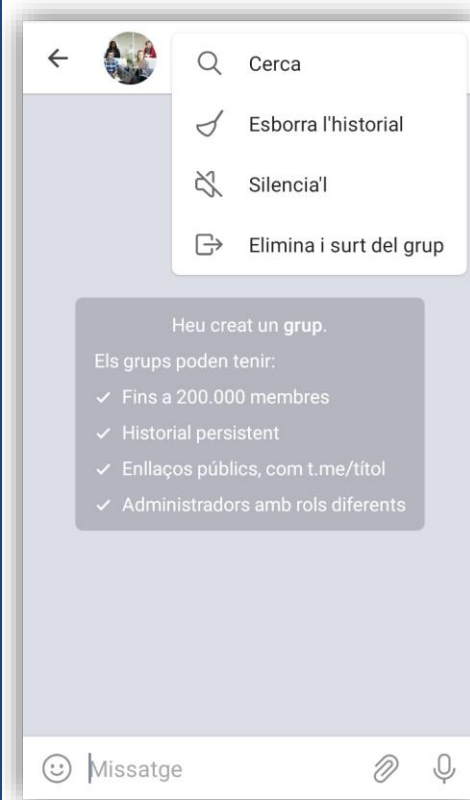 Cerca
Esborra l'historial
Silencia'l
Elimina i surt del grup
Heu creat un grup.
Els grups poden tenir:
Fins a 200.000 membres
Historial persistent
Enllaços públics, com t.me/títol
Administradors amb rols diferents
Missatge